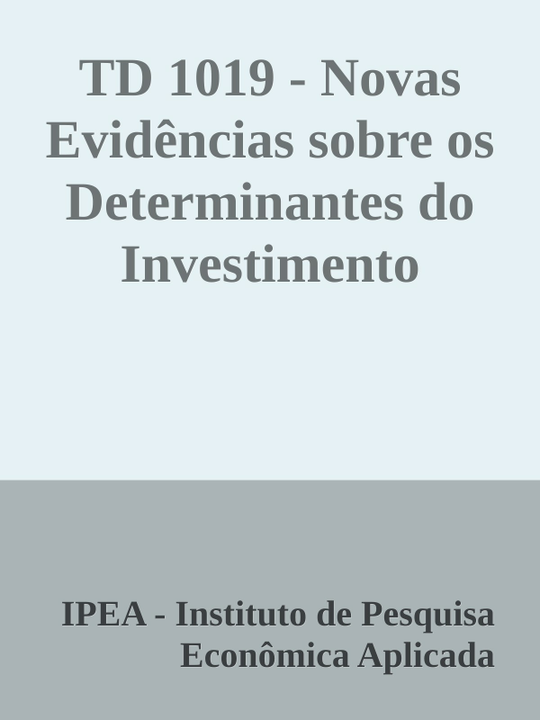 TD 1019 - Novas
Evidências sobre os
Determinantes do
Investimento
IPEA - Instituto de Pesquisa
Econômica Aplicada